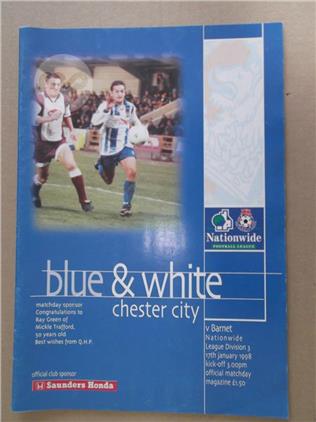 Nationwide
FOOTBALL LEAGUE
blue & white
chester city
matchday sponsor
Congratulations to
Ray Green of
Mickle Trafford,
50 years old
Best wishes from Q.H.P.
v Barnet
Nationwide
League Division 3
17th january 1998
kick-off 3.00pm
official matchday
magazine £1.50
official club sponsor
Saunders Honda